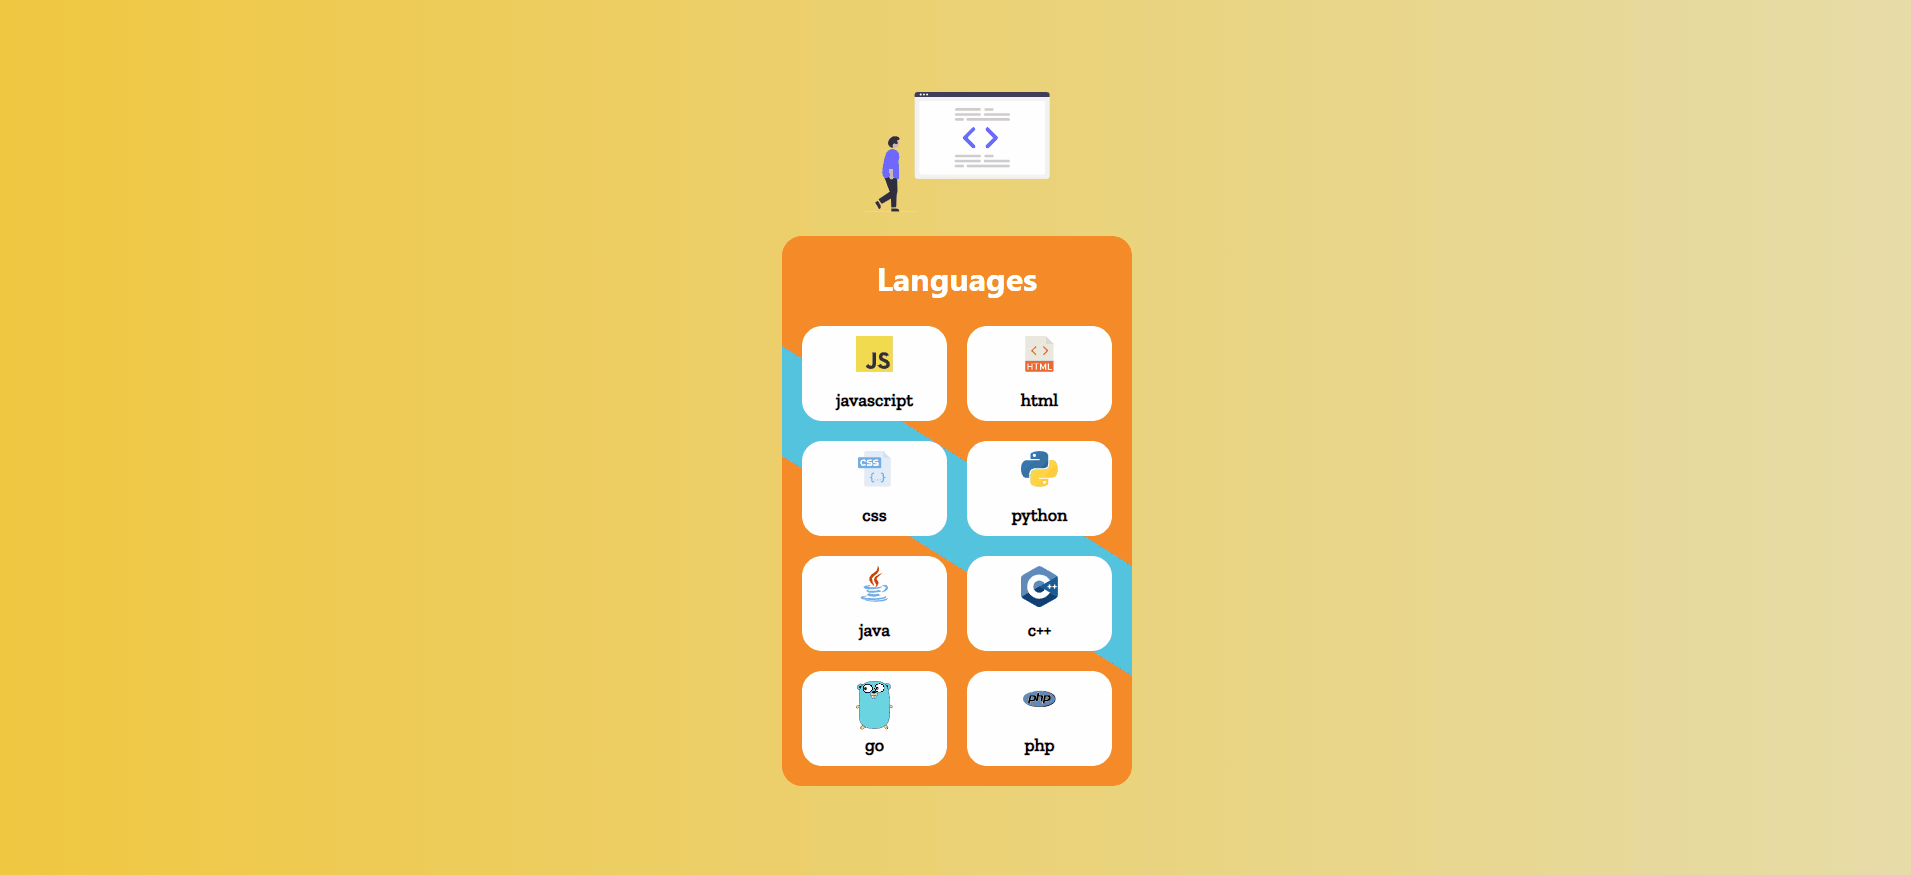 Languages
JS
javascript
HTML
html
CSS
{..}
css
python
java
C++
c++
go
php
php